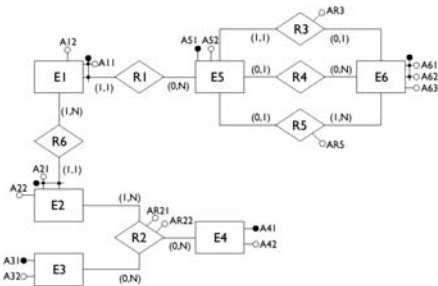 AR3
A12
A11
A51
A52
R3
(1,1)
(0,1)
A61
E1
R1
E5
R4
E6
A62
A63
(1,1)
(0,N)
(0,1)
(0,N)
(1,N)
(0,1)
R5
(1,N)
R6
AR5
A21
(1,1)
A22
E2
(1,N)
AR21
AR22
A41
R2
E4
(0,N)
A31
A42
E3
A32
(0,N)